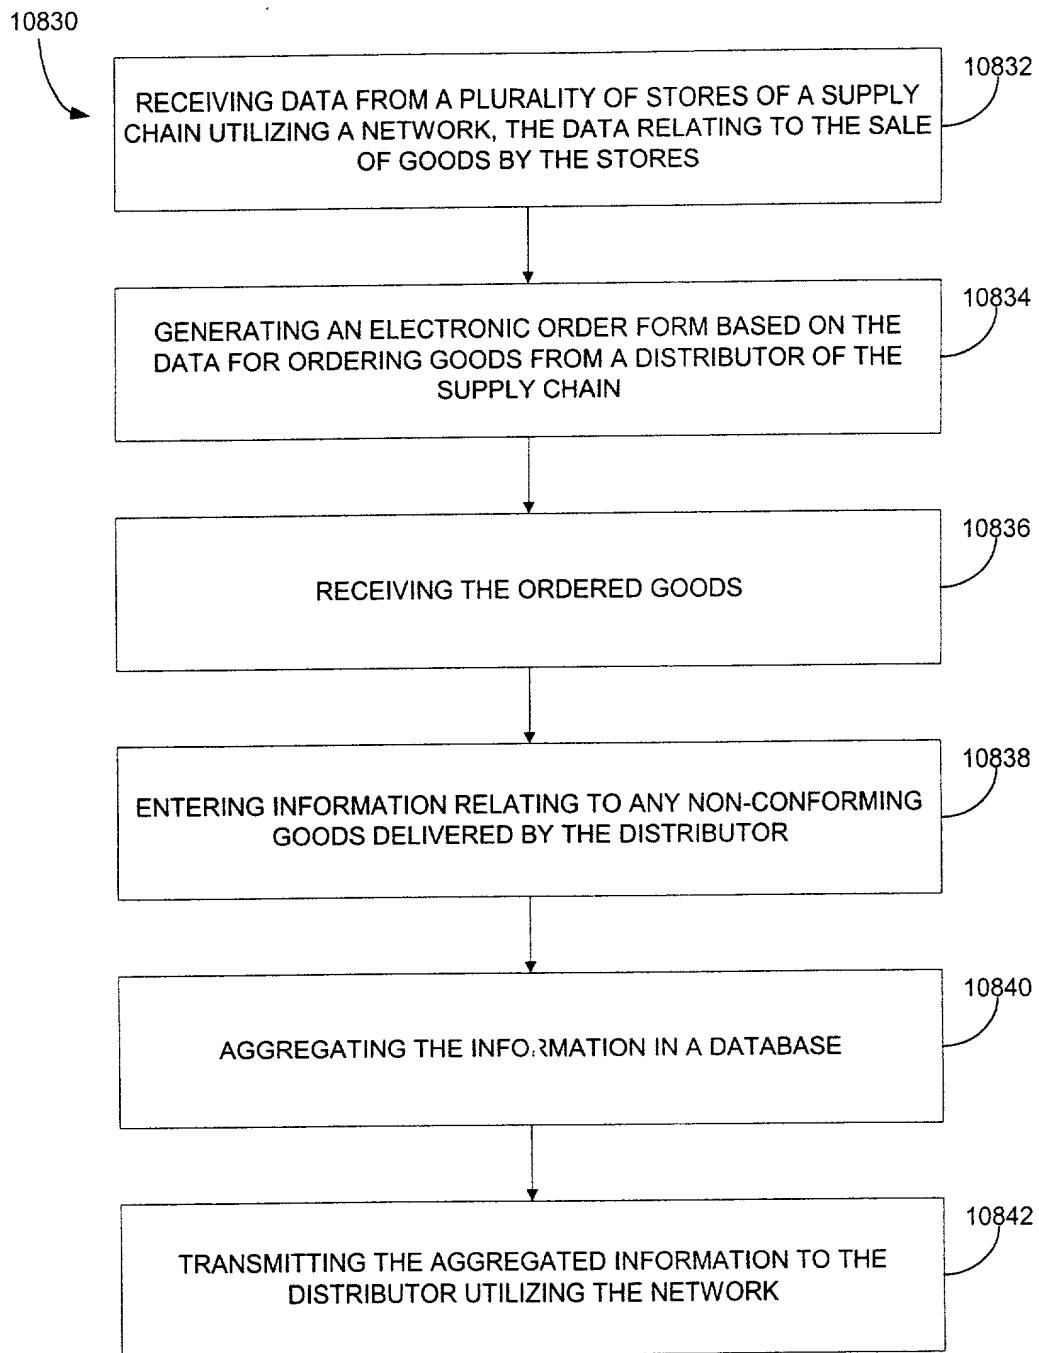 10830
10832
RECEIVING DATA FROM A PLURALITY OF STORES OF A SUPPLY
CHAIN UTILIZING A NETWORK, THE DATA RELATING TO THE SALE
OF GOODS BY THE STORES
10834
GENERATING AN ELECTRONIC ORDER FORM BASED ON THE
DATA FOR ORDERING GOODS FROM A DISTRIBUTOR OF THE
SUPPLY CHAIN
10836
RECEIVING THE ORDERED GOODS
10838
ENTERING INFORMATION RELATING TO ANY NON-CONFORMING
GOODS DELIVERED BY THE DISTRIBUTOR
10840
AGGREGATING THE INFORMATION IN A DATABASE
10842
TRANSMITTING THE AGGREGATED INFORMATION TO THE
DISTRIBUTOR UTILIZING THE NETWORK